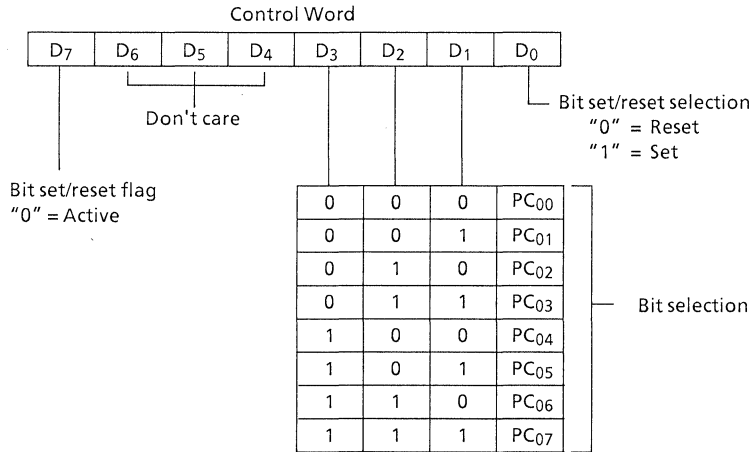 Control Word
D7 D6 D5 D4 D3 D2 D1 D0
Don't care
Bit set/reset selection
"0" = Reset
"1" = Set
Bit set/reset flag
"0" = Active
0 0 0 PC00
0 0 1 PC01
0 1 0 PC02
0 1 1 PC03
1 0 0 PC04
1 0 1 PC05
1 1 0 PC06
1 1 1 PC07
Bit selection